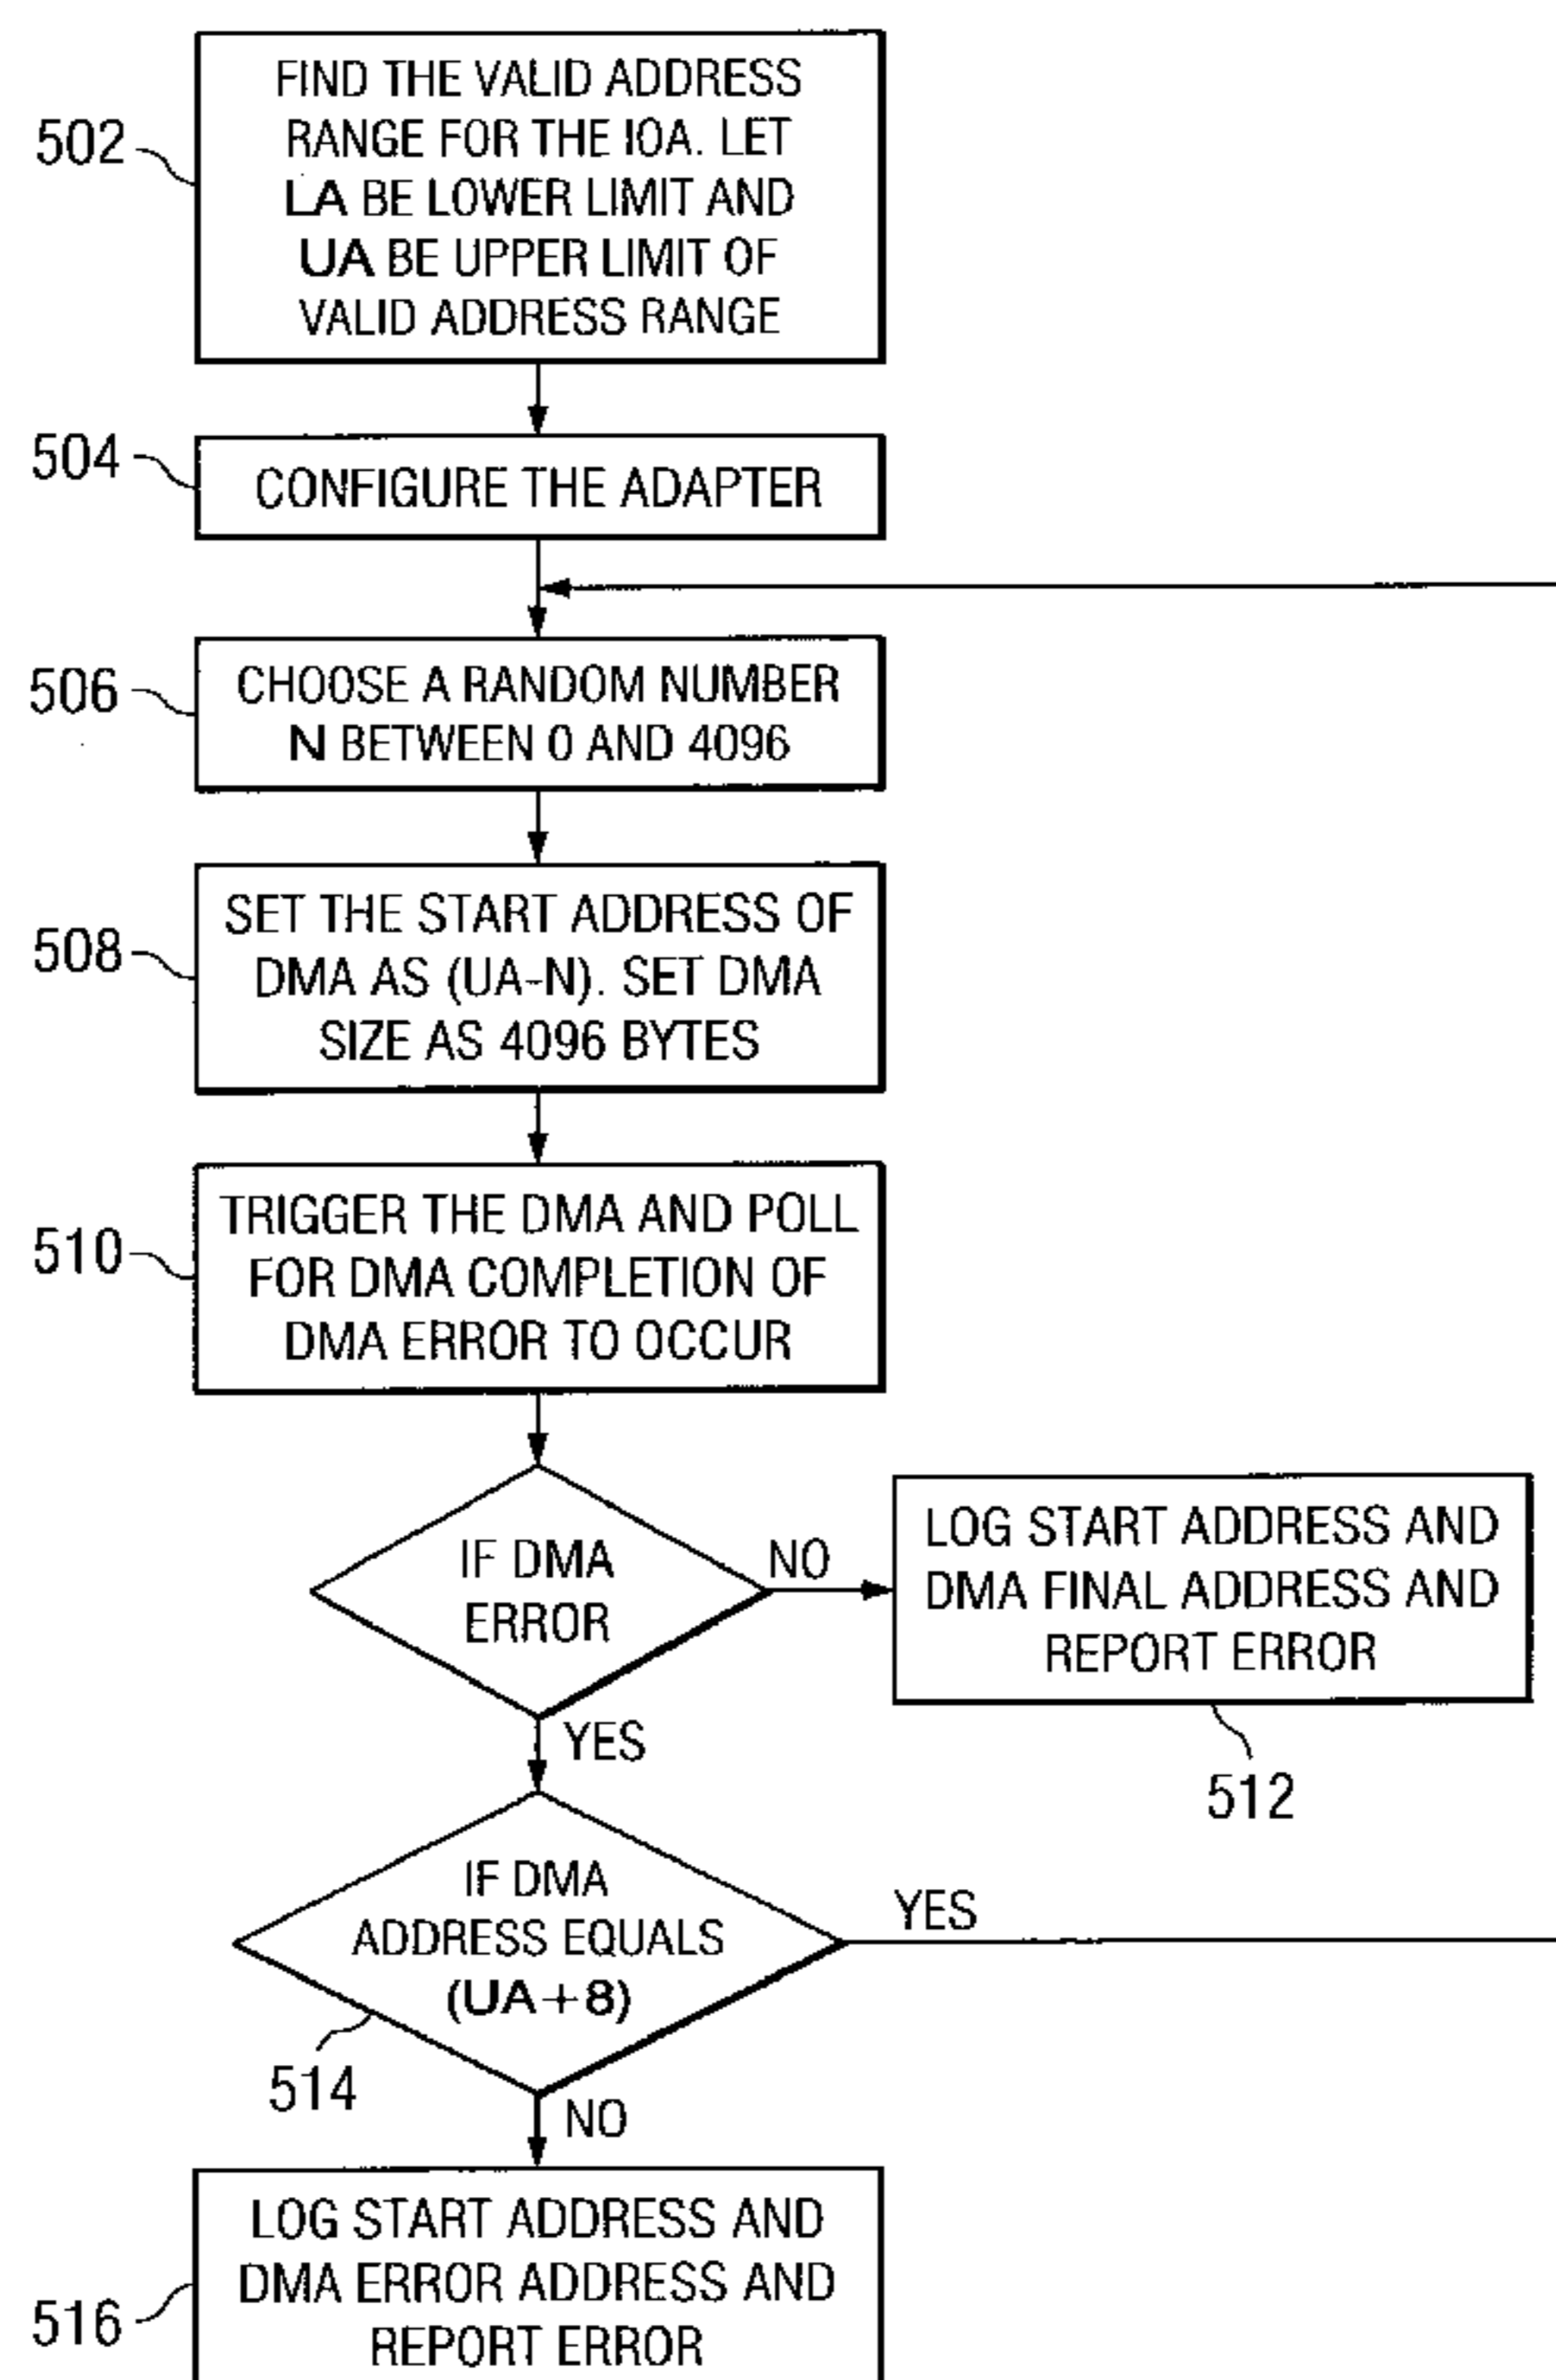 FIND THE VALID ADDRESS
RANGE FOR THE IOA. LET
LA BE LOWER LIMIT AND
UA BE UPPER LIMIT OF
VALID ADDRESS RANGE
502
504
CONFIGURE THE ADAPTER
506
CHOOSE A RANDOM NUMBER
N BETWEEN 0 AND 4096
508
SET THE START ADDRESS OF
DMA AS (UA-N). SET DMA
SIZE AS 4096 BYTES
510
TRIGGER THE DMA AND POLL
FOR DMA COMPLETION OF
DMA ERROR TO OCCUR
IF DMA
ERROR
NO
LOG START ADDRESS AND
DMA FINAL ADDRESS AND
REPORT ERROR
512
YES
IF DMA
ADDRESS EQUALS
(UA+8)
YES
514
NO
LOG START ADDRESS AND
DMA ERROR ADDRESS AND
REPORT ERROR
516